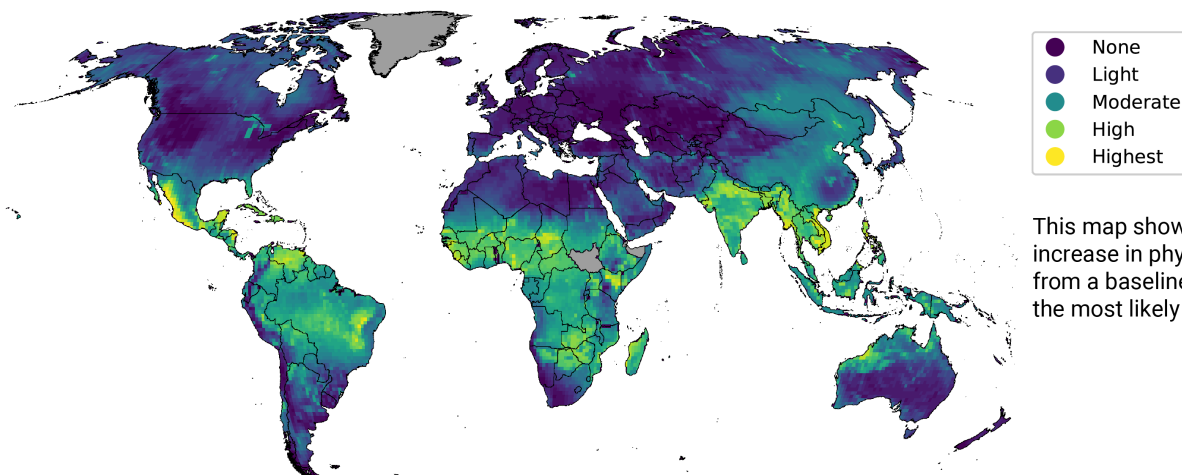 None
Light
Moderate
High
Highest
This map show
increase in phy
from a baseline
the most likely